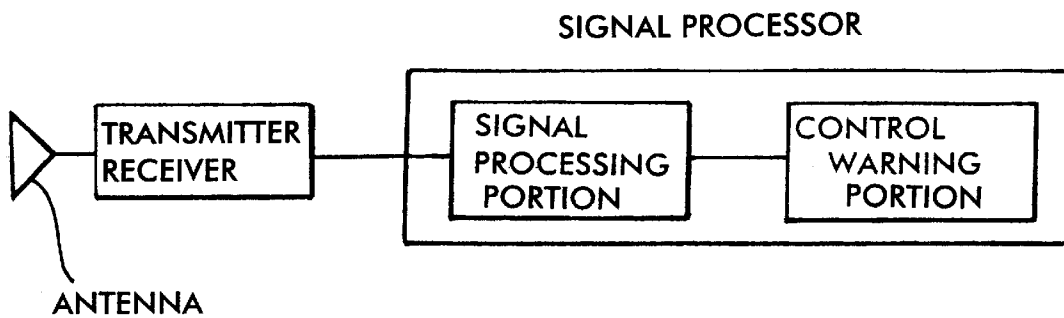 SIGNAL PROCESSOR
TRANSMITTER
RECEIVER
SIGNAL
PROCESSING
PORTION
CONTROL
WARNING
PORTION
ANTENNA